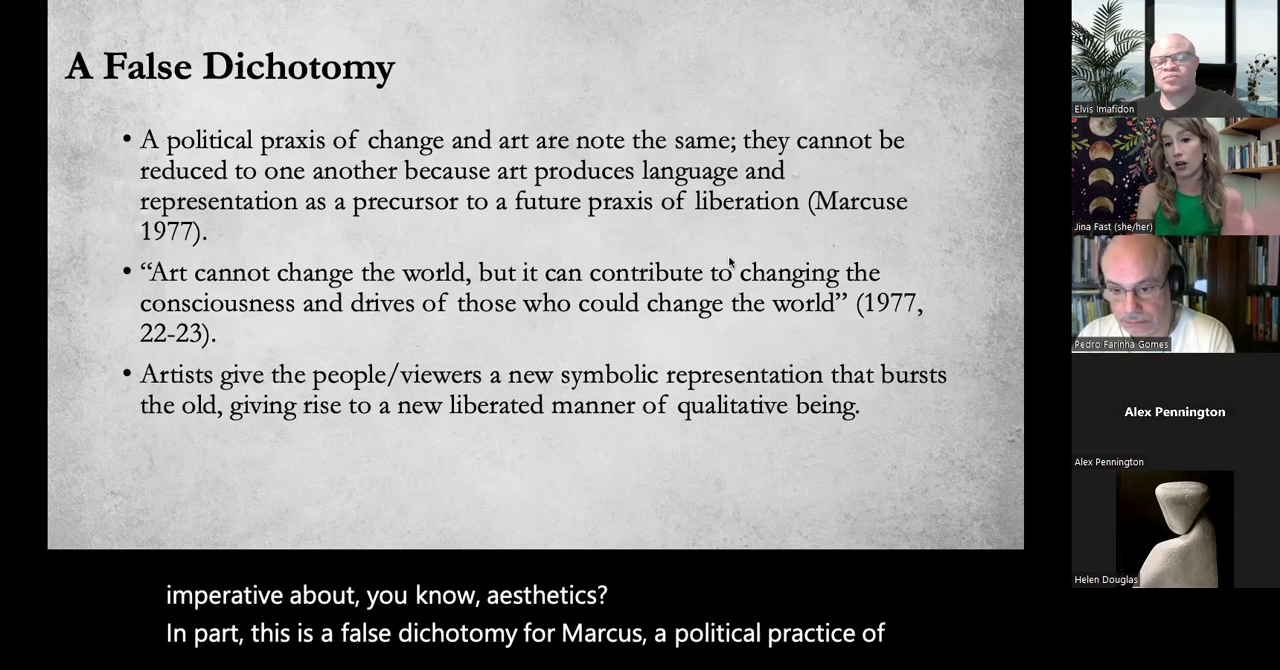 A False Dichotomy
• A political praxis of change and art are note the same; they cannot be
reduced to one another because art produces language and
representation as a precursor to a future praxis of liberation (Marcuse
1977).
• “Art cannot change the world, but it can contribute to changing the
consciousness and drives of those who could change the world” (1977,
22-23).
• Artists give the people/viewers a new symbolic representation that bursts
the old, giving rise to a new liberated manner of qualitative being.
imperative about, you know, aesthetics?
In part, this is a false dichotomy for Marcus, a political practice of
Elvis Imafidon
Jina Fast (she/her)
Pedro Farinha Gomes
Alex Pennington
Alex Pennington
Helen Douglas